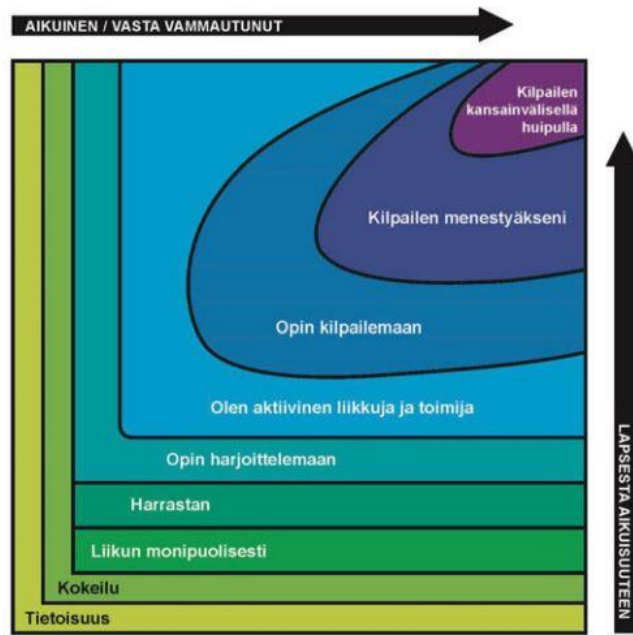 AIKUINEN / VASTA VAMMAUTUNUT
Kilpailen
kansainvälisellä
huipulla
Kilpailen menestyäkseni
Opin kilpailemaan
Olen aktiivinen liikkuja ja toimija
Opin harjoittelemaan
Harrastan
Liikun monipuolisesti
Kokeilu
Tietoisuus
LAPSESTA AIKUISUUTEEN